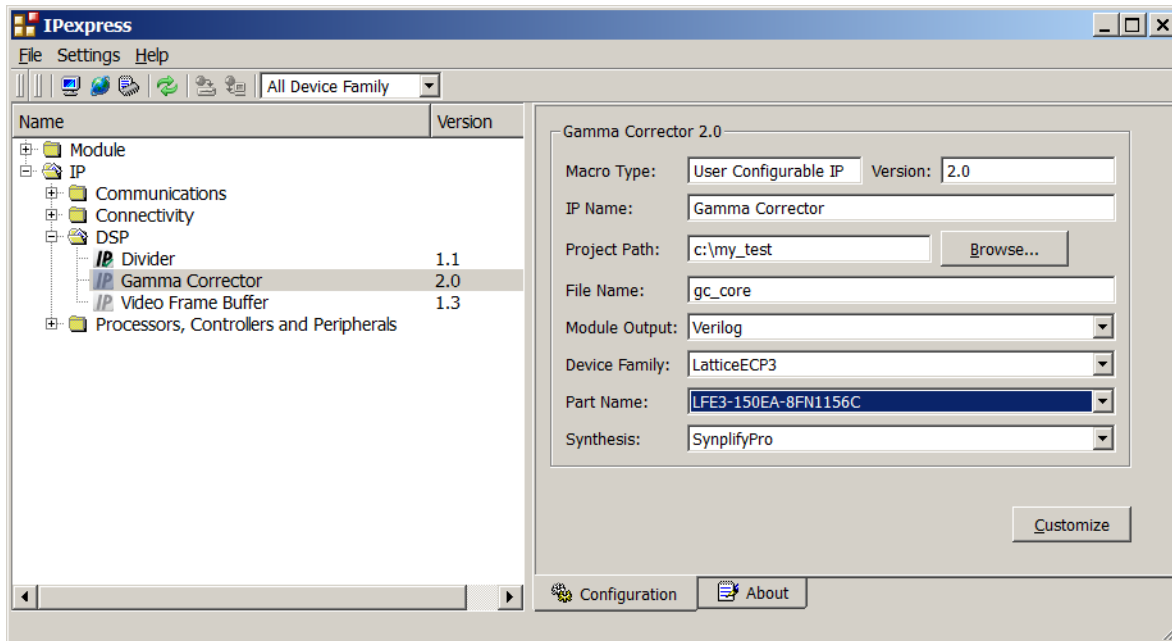 IPexpress
File Settings Help
All Device Family
Name Version
Module
IP
Communications
Connectivity
DSP
IP Divider 1.1
IP Gamma Corrector 2.0
IP Video Frame Buffer 1.3
Processors, Controllers and Peripherals
Gamma Corrector 2.0
Macro Type: User Configurable IP Version: 2.0
IP Name: Gamma Corrector
Project Path: c:\my_test Browse...
File Name: gc_core
Module Output: Verilog
Device Family: LatticeECP3
Part Name: LFE3-150EA-8FN1156C
Synthesis: SynplifyPro
Customize
Configuration About